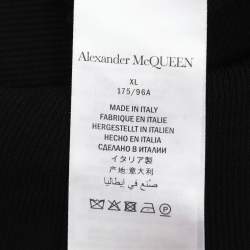 Alexander McQUEEN
XL
175/96A
MADE IN ITALY
FABRIQUE EN ITALIE
HERGESTELLT IN ITALIEN
HECHO EN ITALIA
СДЕЛАНО В ИТАЛИИ
イタリア製
产地:意大利
صُنع في إيطاليا